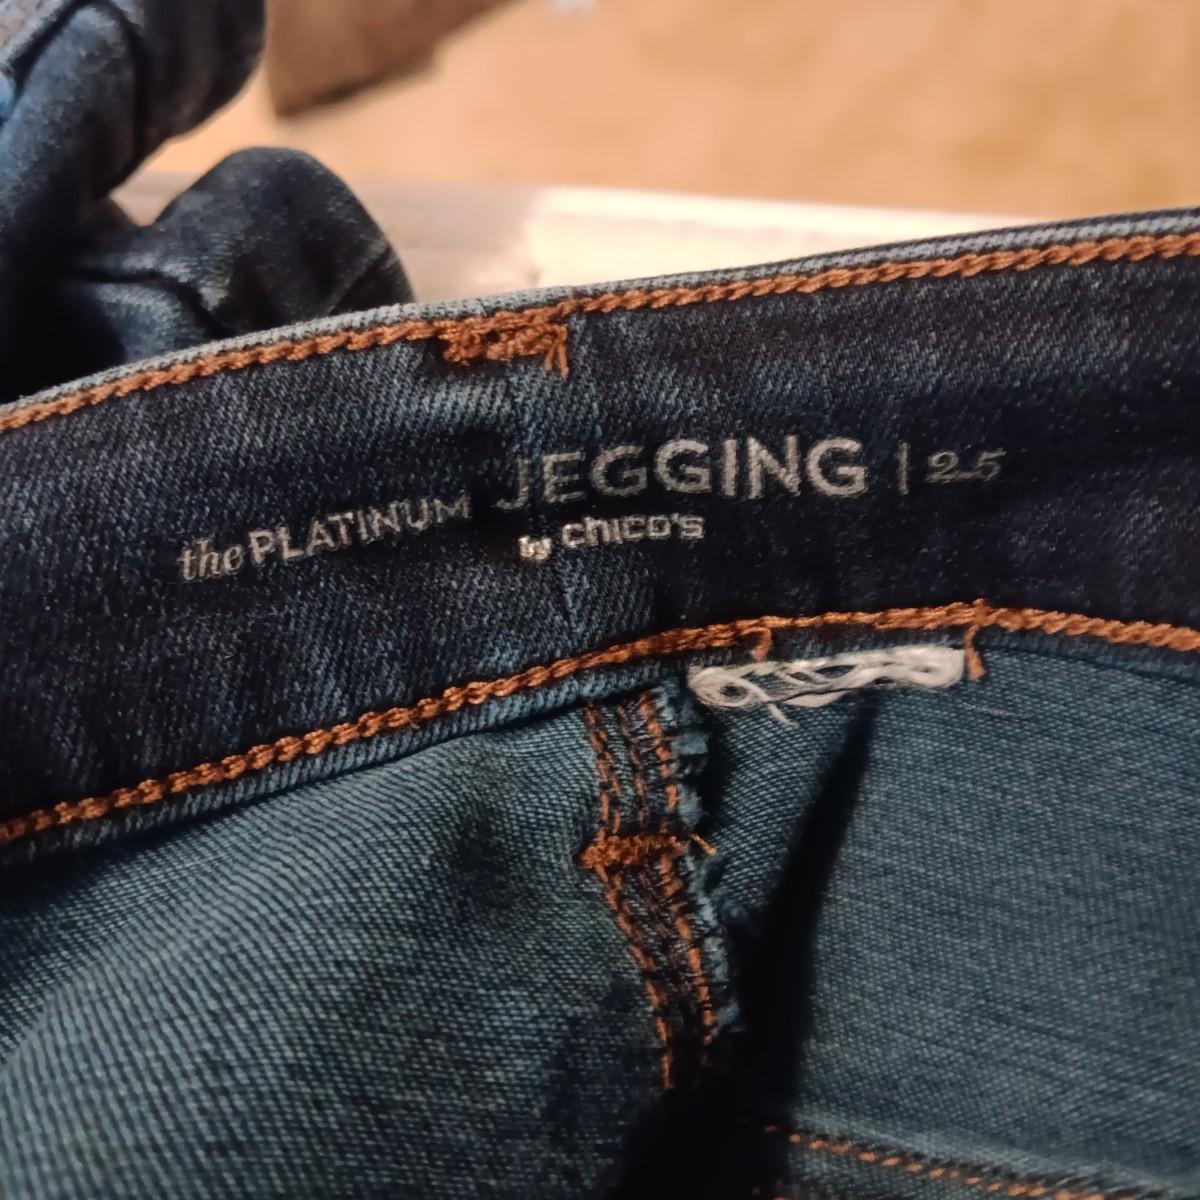 the PLATINUM JEGGING | 2.5
by chico's